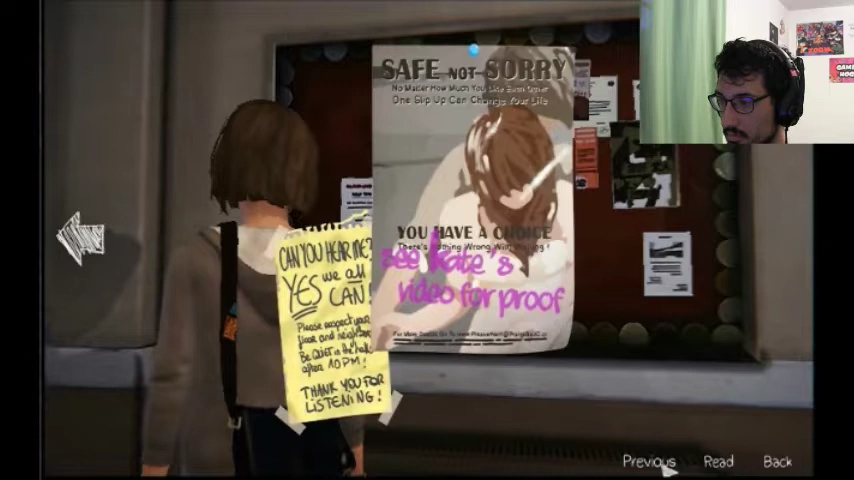 SAFE NOT SORRY
No Matter How Much You Like Each Other
One Slip Up Can Change Your Life
YOU HAVE A CHOICE
There's Nothing Wrong With Waiting!
see Kate's
video for proof
CAN YOU HEAR ME?
YES we all
CAN!
Please respect your
floor and neighbors
Be QUIET in the halls
after 10 PM!
THANK YOU FOR
LISTENING!
Previous
Read
Back